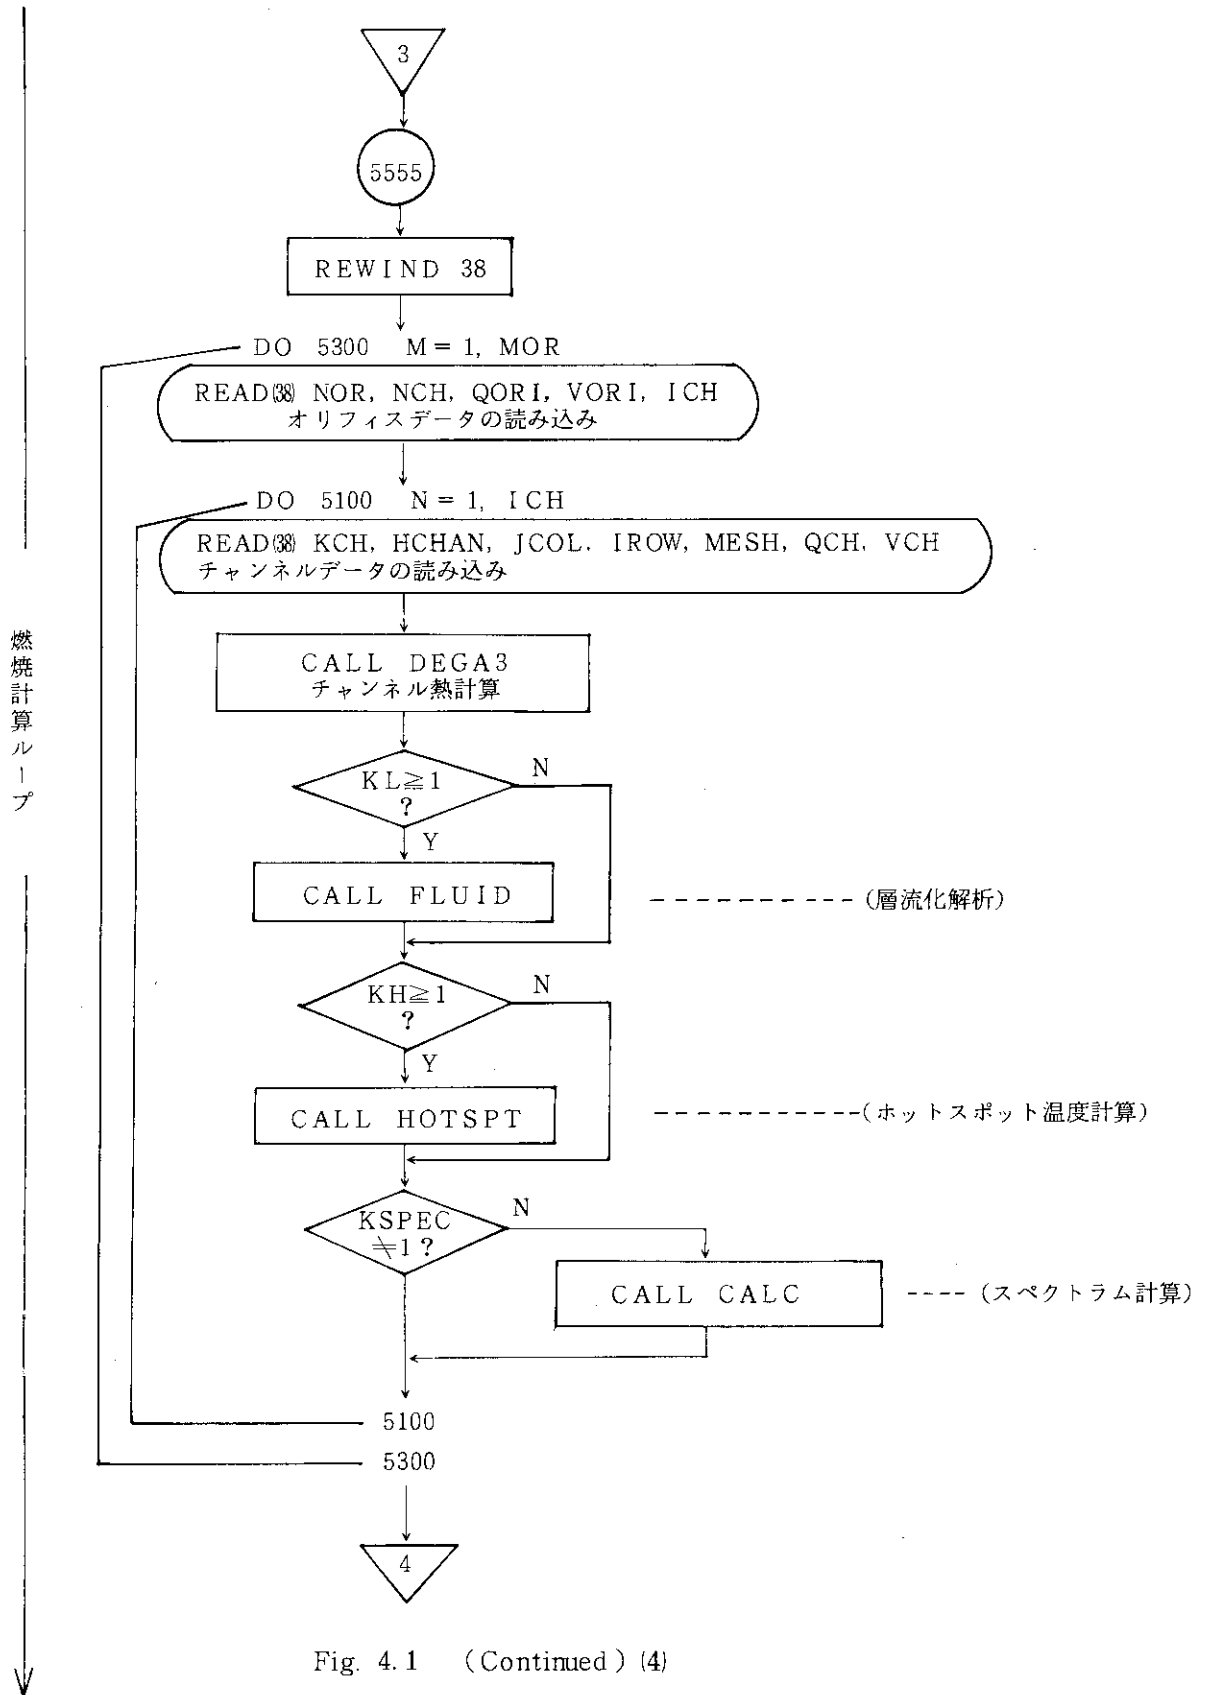 3
5555
REWIND 38
DO 5300 M=1, MOR
READ(38) NOR, NCH, QORI, VORI, ICH
オリフィスデータの読み込み
DO 5100 N=1, ICH
READ(38) KCH, HCHAN, JCOL. IROW, MESH, QCH, VCH
チャンネルデータの読み込み
燃焼計算ループ
CALL DEGA3
チャンネル熱計算
KL≧1
?
N
Y
CALL FLUID
----------- (層流化解析)
KH≧1
?
N
Y
CALL HOTSPT
-----------(ホットスポット温度計算)
KSPEC
≠1?
N
CALL CALC
---- (スペクトラム計算)
5100
5300
4
Fig. 4.1 (Continued) (4)